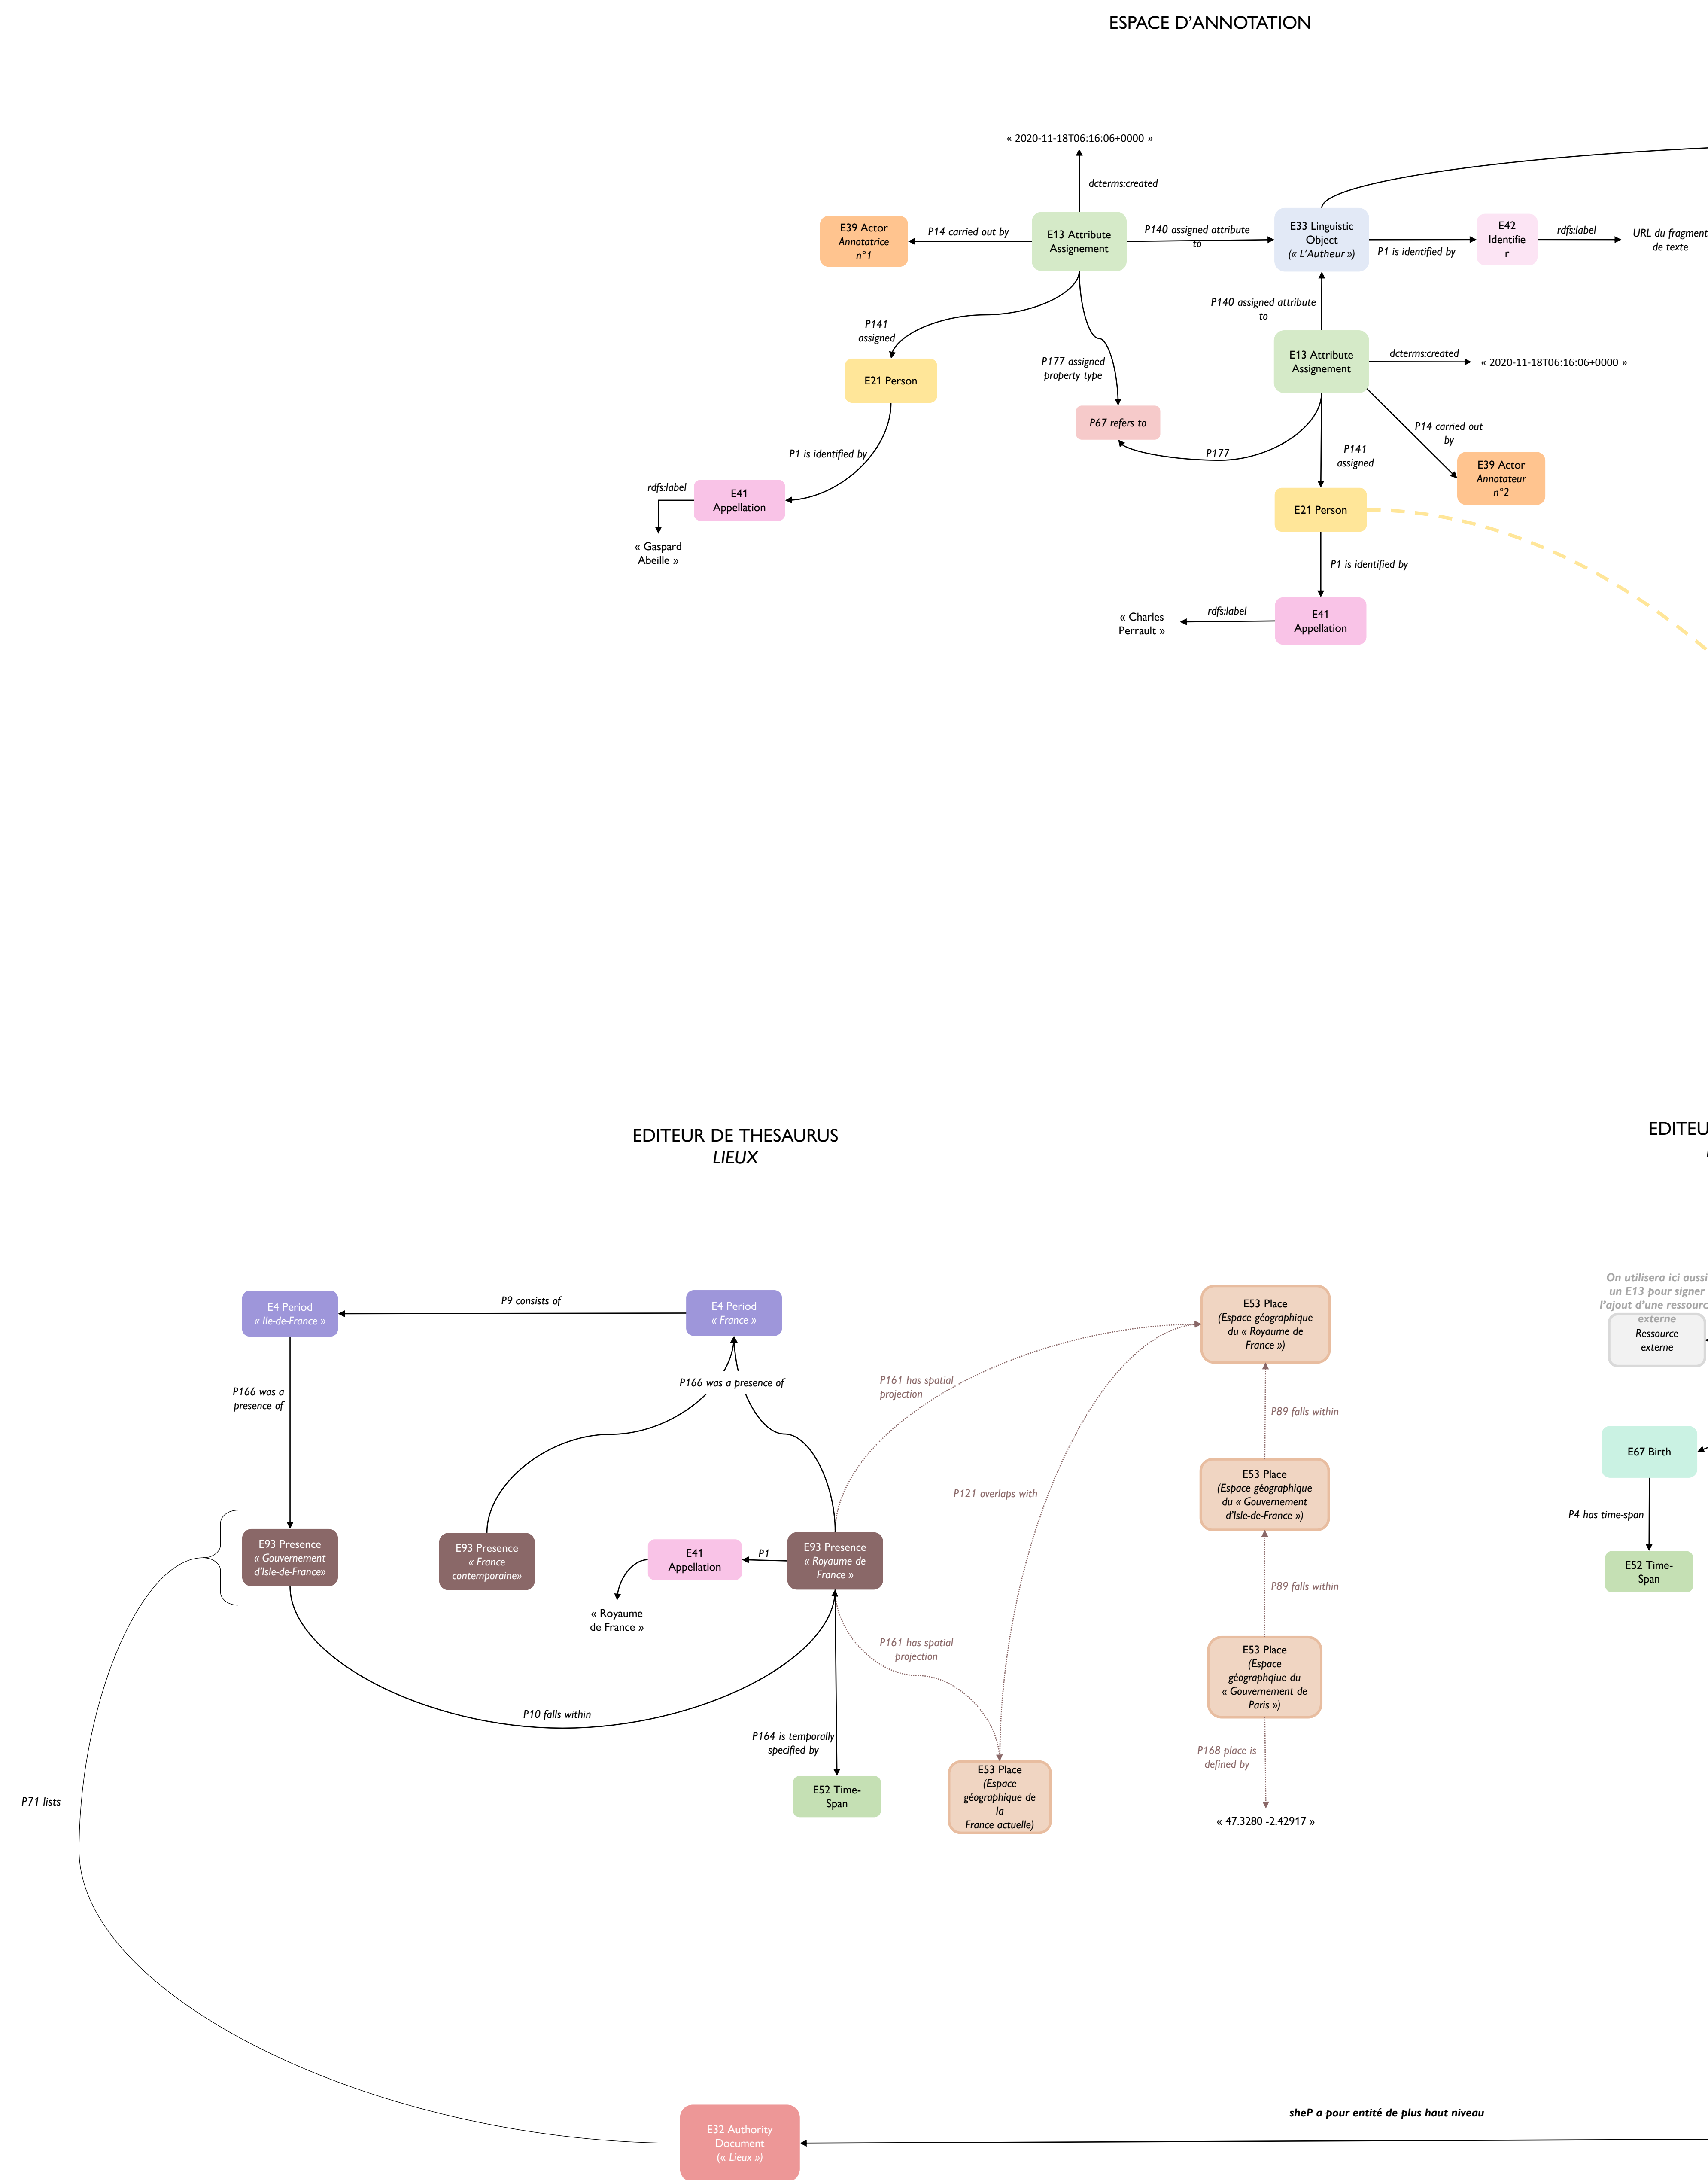 ESPACE D'ANNOTATION
« 2020-11-18T06:16:06+0000 »
dcterms:created
E39 Actor
Annotatrice
n°1
P14 carried out by
E13 Attribute
Assignement
P140 assigned attribute
to
E33 Linguistic
Object
(« L'Autheur »)
P1 is identified by
E42
Identifie
r
rdfs:label
URL du fragment
de texte
P140 assigned attribute
to
P141
assigned
P177 assigned
property type
E13 Attribute
Assignement
dcterms:created
« 2020-11-18T06:16:06+0000 »
E21 Person
P67 refers to
P14 carried out
by
P1 is identified by
P177
P141
assigned
E39 Actor
Annotateur
n°2
rdfs:label
E41
Appellation
E21 Person
« Gaspard
Abeille »
P1 is identified by
« Charles
Perrault »
rdfs:label
E41
Appellation
EDITEUR DE THESAURUS
LIEUX
EDITEU
On utilisera ici aussi
un E13 pour signer
l'ajout d'une ressourc
externe
Ressource
externe
E4 Period
« Ile-de-France »
P9 consists of
E4 Period
« France »
E53 Place
(Espace géographique
du « Royaume de
France »)
P166 was a
presence of
P166 was a presence of
P161 has spatial
projection
P89 falls within
E67 Birth
E53 Place
(Espace géographique
du « Gouvernement
d'Isle-de-France »)
P121 overlaps with
P4 has time-span
E93 Presence
« Gouvernement
d'Isle-de-France»
E93 Presence
« France
contemporaine»
E41
Appellation
P1
E93 Presence
« Royaume de
France »
E52 Time-
Span
P89 falls within
« Royaume
de France »
P161 has spatial
projection
E53 Place
(Espace
géographqiue du
« Gouvernement de
Paris »)
P10 falls within
P164 is temporally
specified by
P168 place is
defined by
E52 Time-
Span
E53 Place
(Espace
géographique de
la
France actuelle)
P71 lists
« 47.3280 -2.42917 »
E32 Authority
Document
(« Lieux »)
sheP a pour entité de plus haut niveau